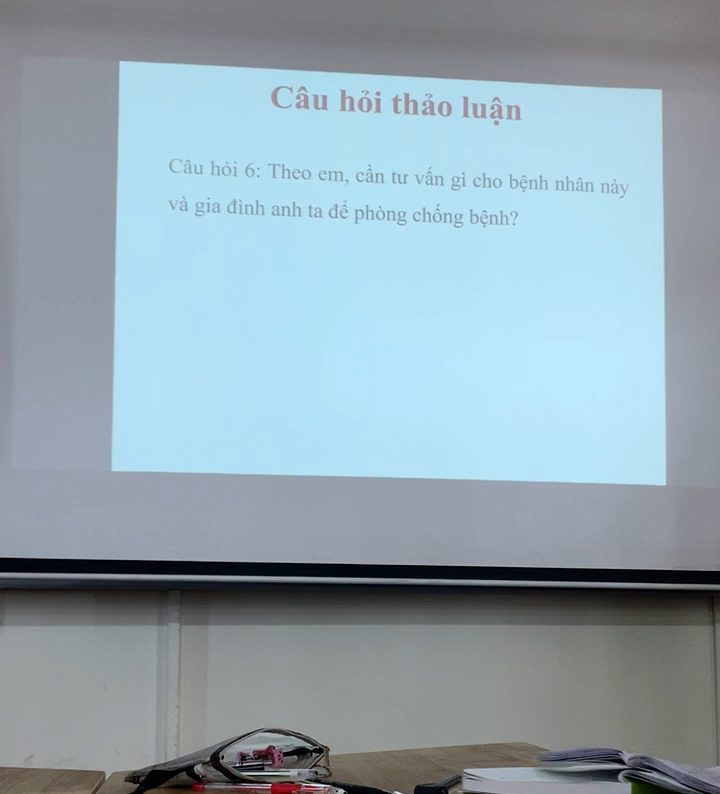 Câu hỏi thảo luận
Câu hỏi 6: Theo em, cần tư vấn gì cho bệnh nhân này
và gia đình anh ta để phòng chống bệnh?